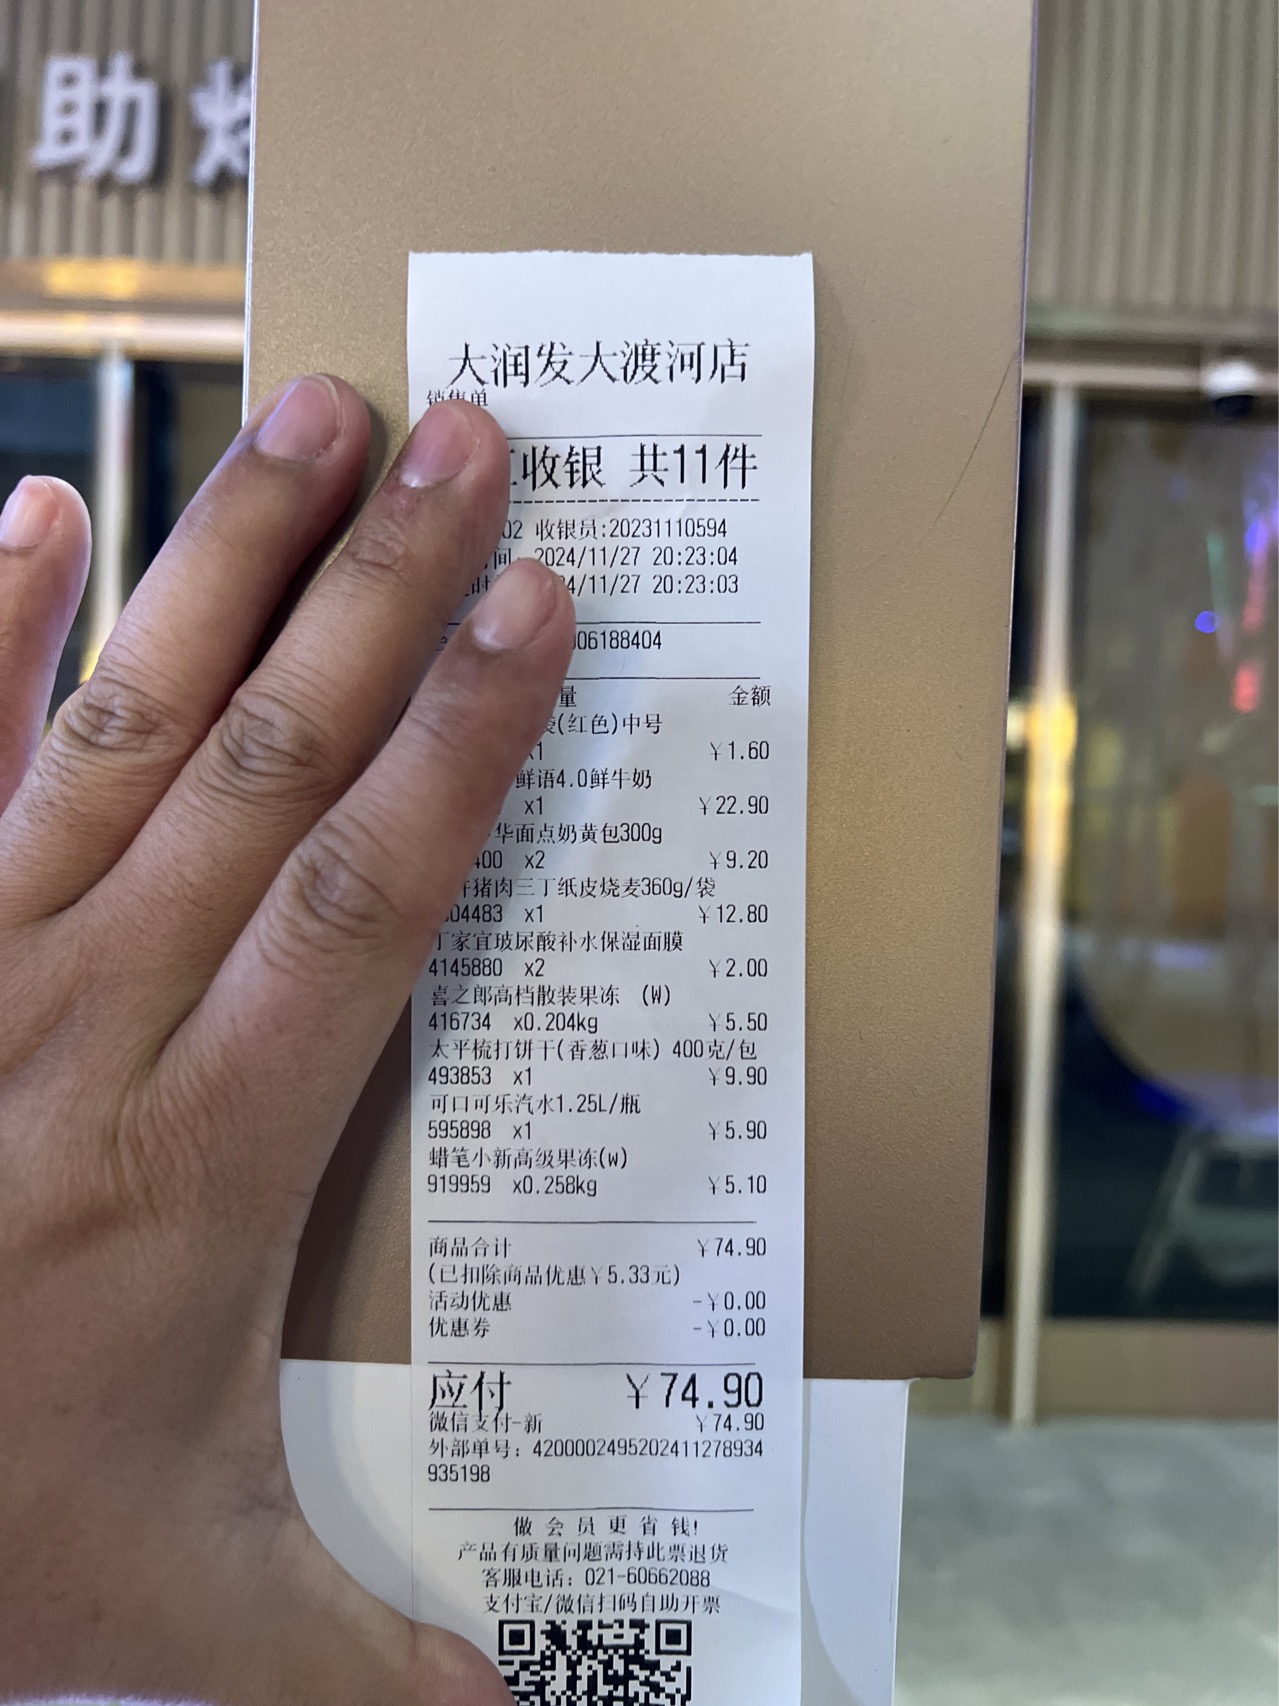 助
大润发大渡河店
销售单
收银 共11件
02 收银员:20231110594
间: 2024/11/27 20:23:04
4/11/27 20:23:03
06188404
量 金额
(红色)中号
x1 ￥1.60
鲜语4.0鲜牛奶
x1 ￥22.90
华面点奶黄包300g
400 x2 ￥9.20
猪肉三丁纸皮烧麦360g/袋
04483 x1 ￥12.80
丁家宜玻尿酸补水保湿面膜
4145880 x2 ￥2.00
喜之郎高档散装果冻 (W)
416734 x0.204kg ￥5.50
太平梳打饼干(香葱口味) 400克/包
493853 x1 ￥9.90
可口可乐汽水1.25L/瓶
595898 x1 ￥5.90
蜡笔小新高级果冻(w)
919959 x0.258kg ￥5.10
商品合计 ￥74.90
(已扣除商品优惠￥5.33元)
活动优惠 -￥0.00
优惠券 -￥0.00
应付 ￥74.90
微信支付-新 ￥74.90
外部单号: 4200002495202411278934
935198
做会员更省钱!
产品有质量问题需持此票退货
客服电话: 021-60662088
支付宝/微信扫码自助开票